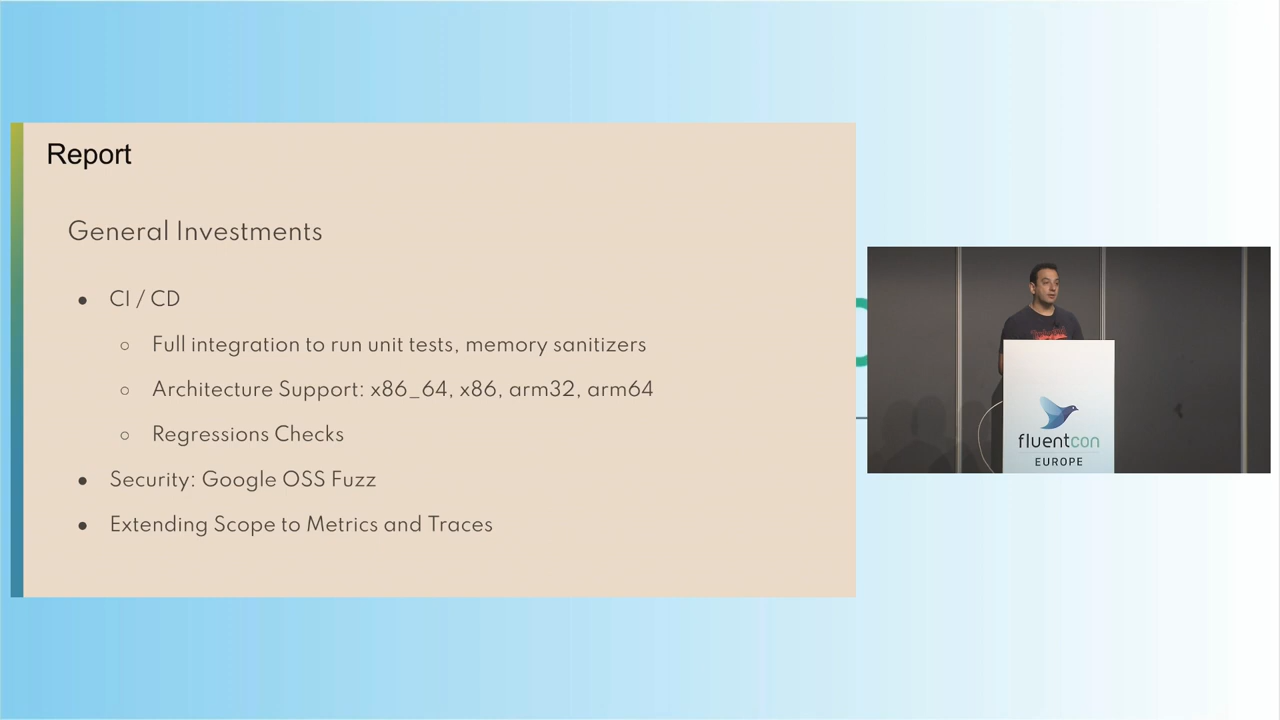 Report
General Investments
● CI / CD
○ Full integration to run unit tests, memory sanitizers
○ Architecture Support: x86_64, x86, arm32, arm64
○ Regressions Checks
● Security: Google OSS Fuzz
● Extending Scope to Metrics and Traces
fluentcon
EUROPE